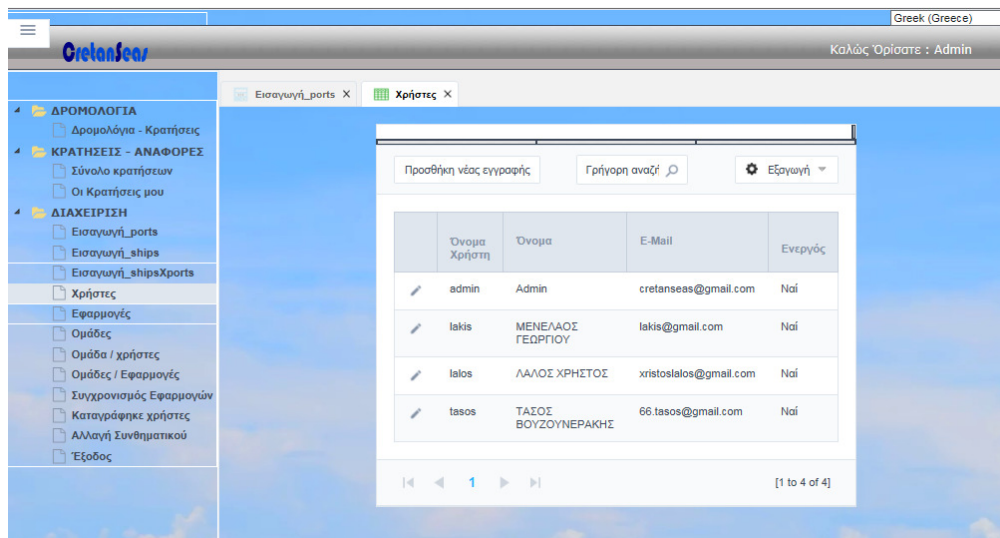 Greek (Greece)
CretanSeas
Καλώς Όρίσατε : Admin
Εισαγωγή_ports X
Χρήστες X
ΔΡΟΜΟΛΟΓΙΑ
Δρομολόγια - Κρατήσεις
ΚΡΑΤΗΣΕΙΣ - ΑΝΑΦΟΡΕΣ
Σύνολο κρατήσεων
Οι Κρατήσεις μου
ΔΙΑΧΕΙΡΙΣΗ
Εισαγωγή_ports
Εισαγωγή_ships
Εισαγωγή_shipsXports
Χρήστες
Εφαρμογές
Ομάδες
Ομάδα / χρήστες
Ομάδες / Εφαρμογές
Συγχρονισμός Εφαρμογών
Καταγράφηκε χρήστες
Αλλαγή Συνθηματικού
Έξοδος
Προσθήκη νέας εγγραφής
Γρήγορη αναζή
Εξαγωγή
Όνομα Χρήστη
Όνομα
E-Mail
Ενεργός
admin Admin cretanseas@gmail.com Ναί
lakis ΜΕΝΕΛΑΟΣ ΓΕΩΡΓΙΟΥ lakis@gmail.com Ναί
lalos ΛΑΛΟΣ ΧΡΗΣΤΟΣ xristoslalos@gmail.com Ναί
tasos ΤΑΣΟΣ ΒΟΥΖΟΥΝΕΡΑΚΗΣ 66.tasos@gmail.com Ναί
1
[1 to 4 of 4]